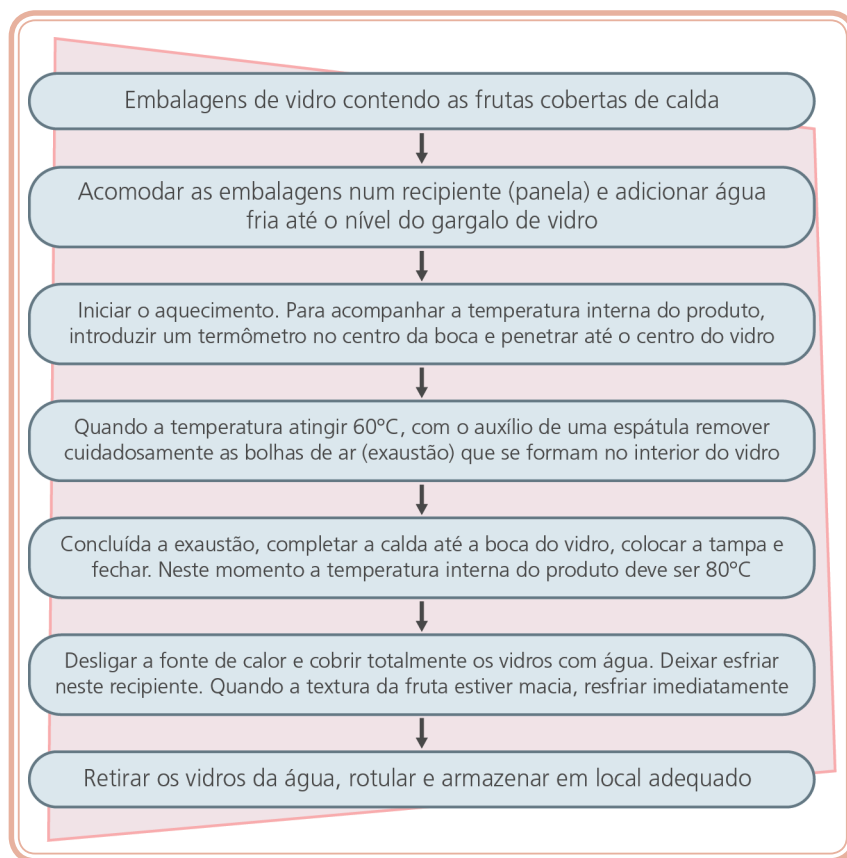 Embalagens de vidro contendo as frutas cobertas de calda
Acomodar as embalagens num recipiente (panela) e adicionar água
fria até o nível do gargalo de vidro
Iniciar o aquecimento. Para acompanhar a temperatura interna do produto,
introduzir um termômetro no centro da boca e penetrar até o centro do vidro
Quando a temperatura atingir 60ºC, com o auxílio de uma espátula remover
cuidadosamente as bolhas de ar (exaustão) que se formam no interior do vidro
Concluída a exaustão, completar a calda até a boca do vidro, colocar a tampa e
fechar. Neste momento a temperatura interna do produto deve ser 80ºC
Desligar a fonte de calor e cobrir totalmente os vidros com água. Deixar esfriar
neste recipiente. Quando a textura da fruta estiver macia, resfriar imediatamente
Retirar os vidros da água, rotular e armazenar em local adequado